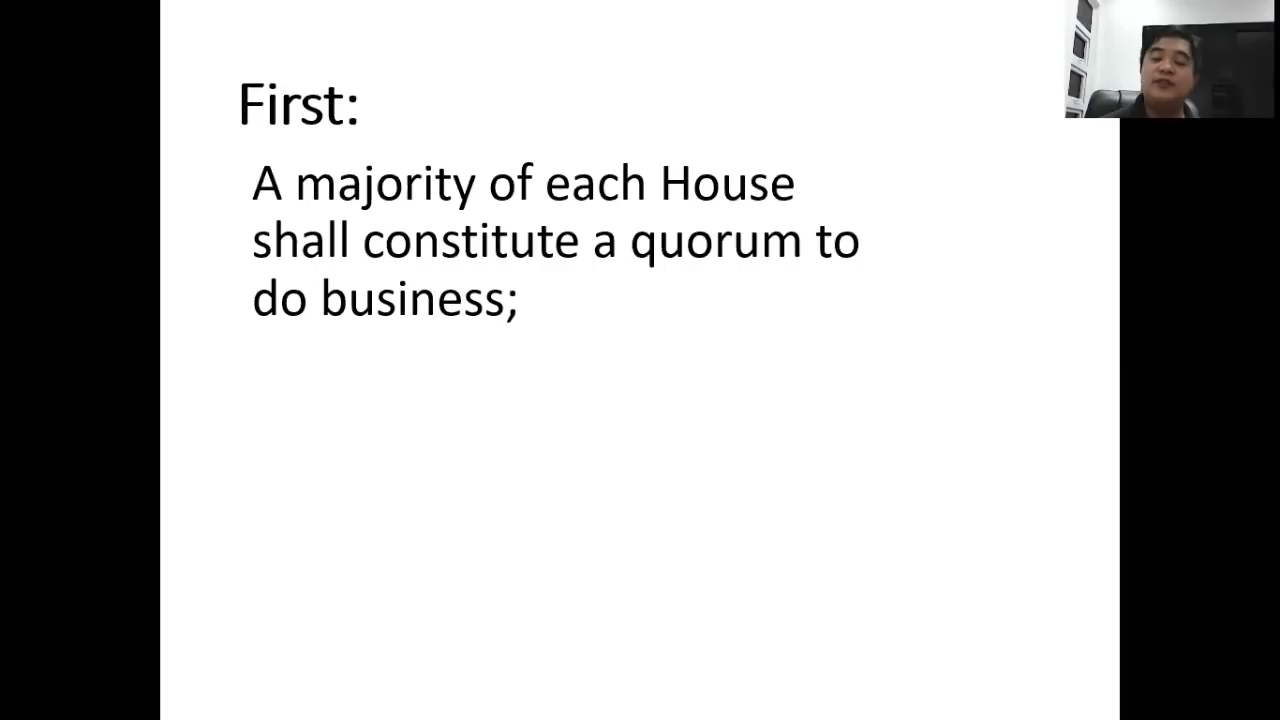 First:
A majority of each House
shall constitute a quorum to
do business;